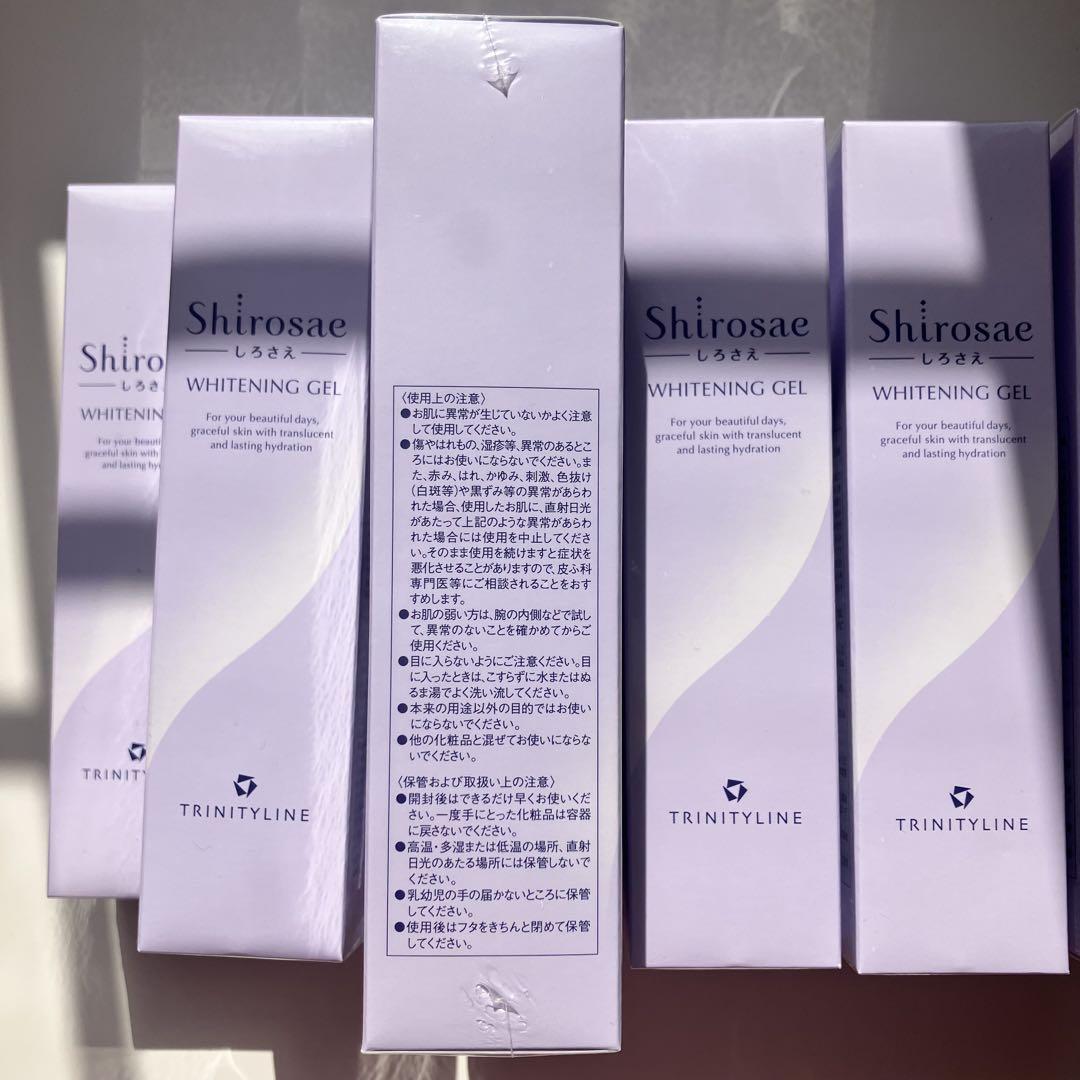 Shiro
しろさ
WHITENIN
For your beauti
graceful skin with
and lasting hy
TRINITYL
Shirosae
しろさえ
WHITENING GEL
For your beautiful days,
graceful skin with translucent
and lasting hydration
TRINITYLINE
〈使用上の注意〉
●お肌に異常が生じていないかよく注意
して使用してください。
●傷やはれもの、湿疹等、異常のあるとこ
ろにはお使いにならないでください。ま
た、赤み、はれ、かゆみ、刺激、色抜け
(白斑等)や黒ずみ等の異常があらわ
れた場合、使用したお肌に、直射日光
があたって上記のような異常があらわ
れた場合には使用を中止してくださ
い。そのまま使用を続けますと症状を
悪化させることがありますので、皮ふ科
専門医等にご相談されることをおす
すめします。
●お肌の弱い方は、腕の内側などで試し
て、異常のないことを確かめてからご
使用ください。
●目に入らないようにご注意ください。目
に入ったときは、こすらずに水またはぬ
るま湯でよく洗い流してください。
●本来の用途以外の目的ではお使い
にならないでください。
●他の化粧品と混ぜてお使いにならな
いでください。
〈保管および取扱い上の注意〉
●開封後はできるだけ早くお使いくだ
さい。一度手にとった化粧品は容器
に戻さないでください。
●高温・多湿または低温の場所、直射
日光のあたる場所には保管しないで
ください。
●乳幼児の手の届かないところに保管
してください。
●使用後はフタをきちんと閉めて保管
してください。
Shirosae
しろさえ
WHITENING GEL
For your beautiful days,
graceful skin with translucent
and lasting hydration
TRINITYLINE
Shirosae
しろさえ
WHITENING GEL
For your beautiful days,
graceful skin with translucent
and lasting hydration
TRINITYLINE